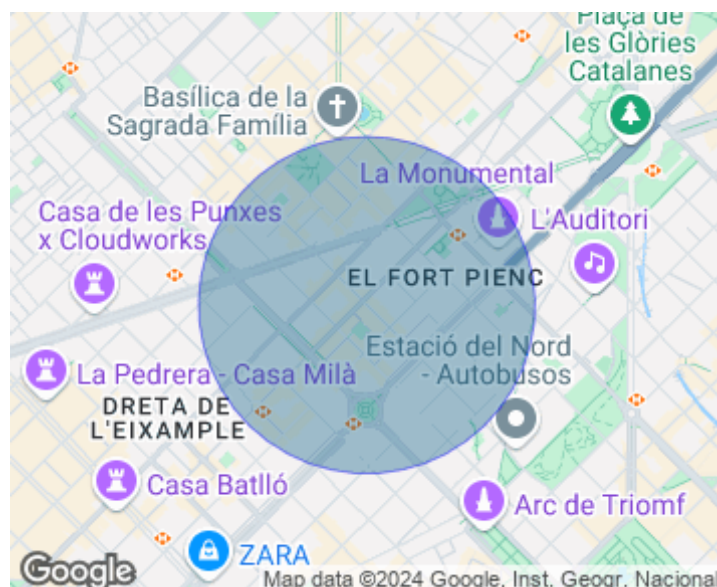 Plaça de
les Glòries
Catalanes
Basílica de la
Sagrada Família
La Monumental
L'Auditori
Casa de les Punxes
x Cloudworks
EL FORT PIENC
Estació del Nord
- Autobusos
La Pedrera - Casa Milà
DRETA DE
L'EIXAMPLE
Casa Batlló
Arc de Triomf
ZARA
Google
Map data ©2024 Google, Inst. Geogr. Nacional